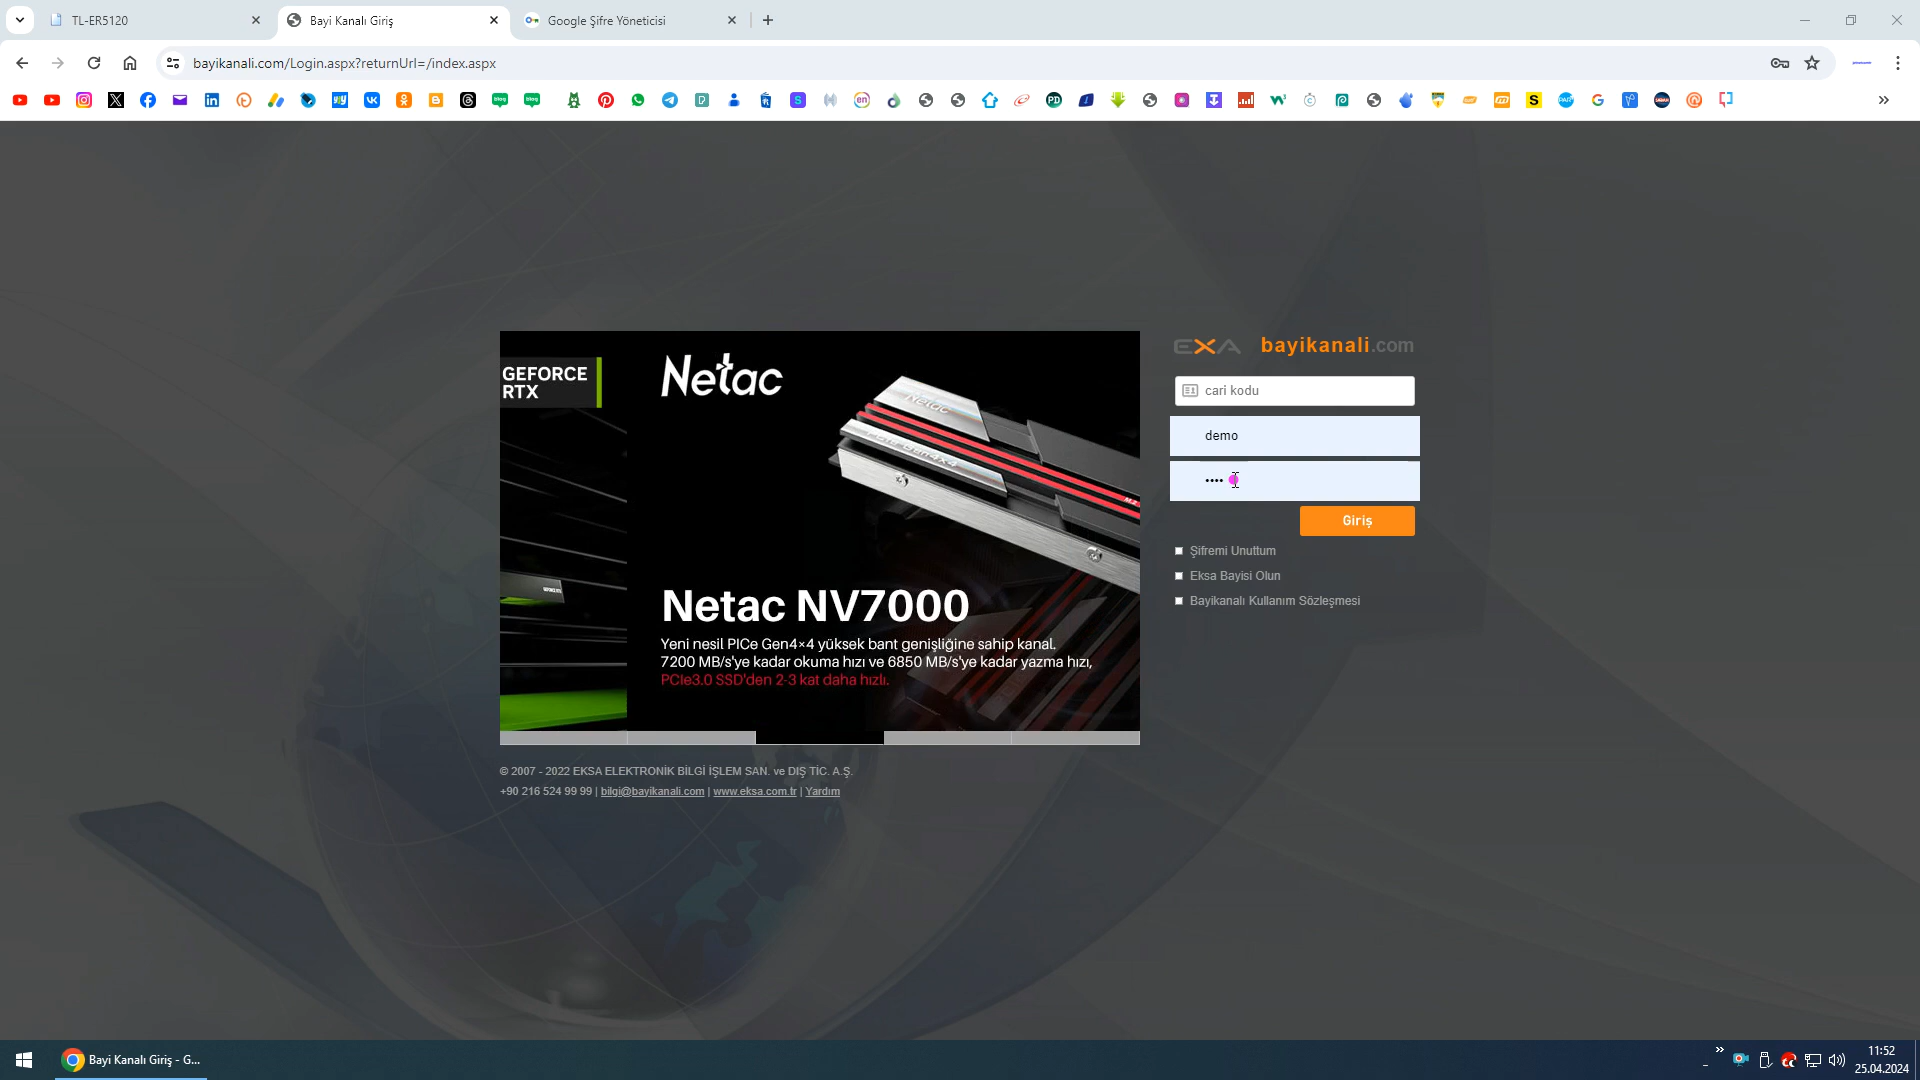 TL-ER5120
Bayi Kanalı Giriş
Google Şifre Yöneticisi
bayikanali.com/Login.aspx?returnUrl=/index.aspx
GEFORCE
RTX
Netac
Netac NV7000
Yeni nesil PICe Gen4×4 yüksek bant genişliğine sahip kanal.
7200 MB/s'ye kadar okuma hızı ve 6850 MB/s'ye kadar yazma hızı,
PCIe3.0 SSD'den 2-3 kat daha hızlı.
EXA bayikanali.com
cari kodu
demo
••••
Giriş
Şifremi Unuttum
Eksa Bayisi Olun
Bayikanalı Kullanım Sözleşmesi
© 2007 - 2022 EKSA ELEKTRONİK BİLGİ İŞLEM SAN. ve DIŞ TİC. A.Ş.
+90 216 524 99 99 | bilgi@bayikanali.com | www.eksa.com.tr | Yardım
Bayi Kanalı Giriş - G...
11:52
25.04.2024